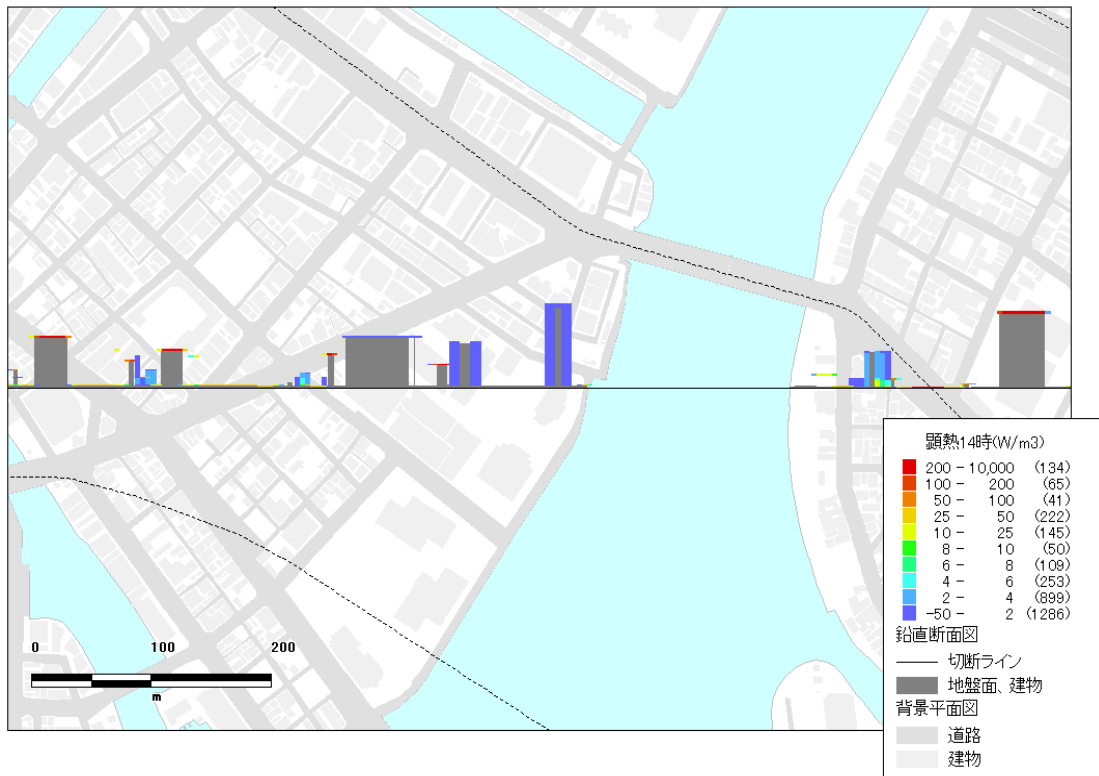 0 100 200
m
顕熱14時(W/m3)
200 - 10,000 (134)
100 - 200 (65)
50 - 100 (41)
25 - 50 (222)
10 - 25 (145)
8 - 10 (50)
6 - 8 (109)
4 - 6 (253)
2 - 4 (899)
-50 - 2 (1286)
鉛直断面図
切断ライン
地盤面、建物
背景平面図
道路
建物